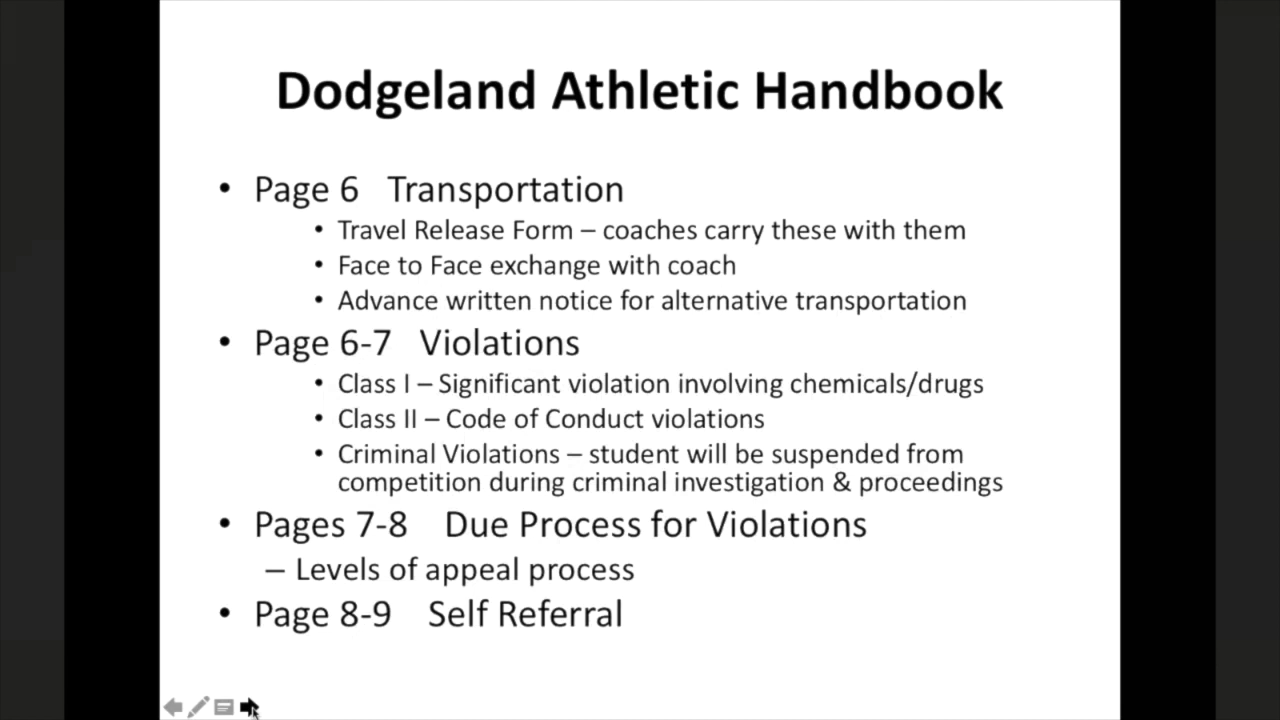 Dodgeland Athletic Handbook
• Page 6 Transportation
• Travel Release Form – coaches carry these with them
• Face to Face exchange with coach
• Advance written notice for alternative transportation
• Page 6-7 Violations
• Class I – Significant violation involving chemicals/drugs
• Class II – Code of Conduct violations
• Criminal Violations – student will be suspended from
competition during criminal investigation & proceedings
• Pages 7-8 Due Process for Violations
– Levels of appeal process
• Page 8-9 Self Referral